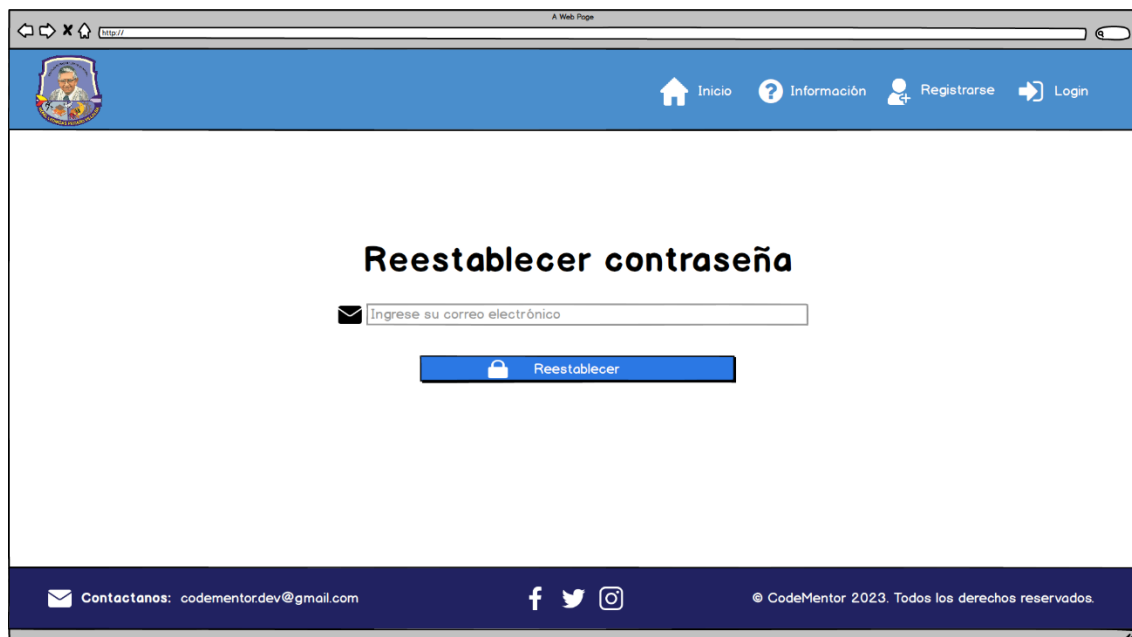 A Web Page
http://
Inicio
Información
Registrarse
Login
Reestablecer contraseña
Ingrese su correo electrónico
Reestablecer
Contactanos: codementor.dev@gmail.com
© CodeMentor 2023. Todos los derechos reservados.